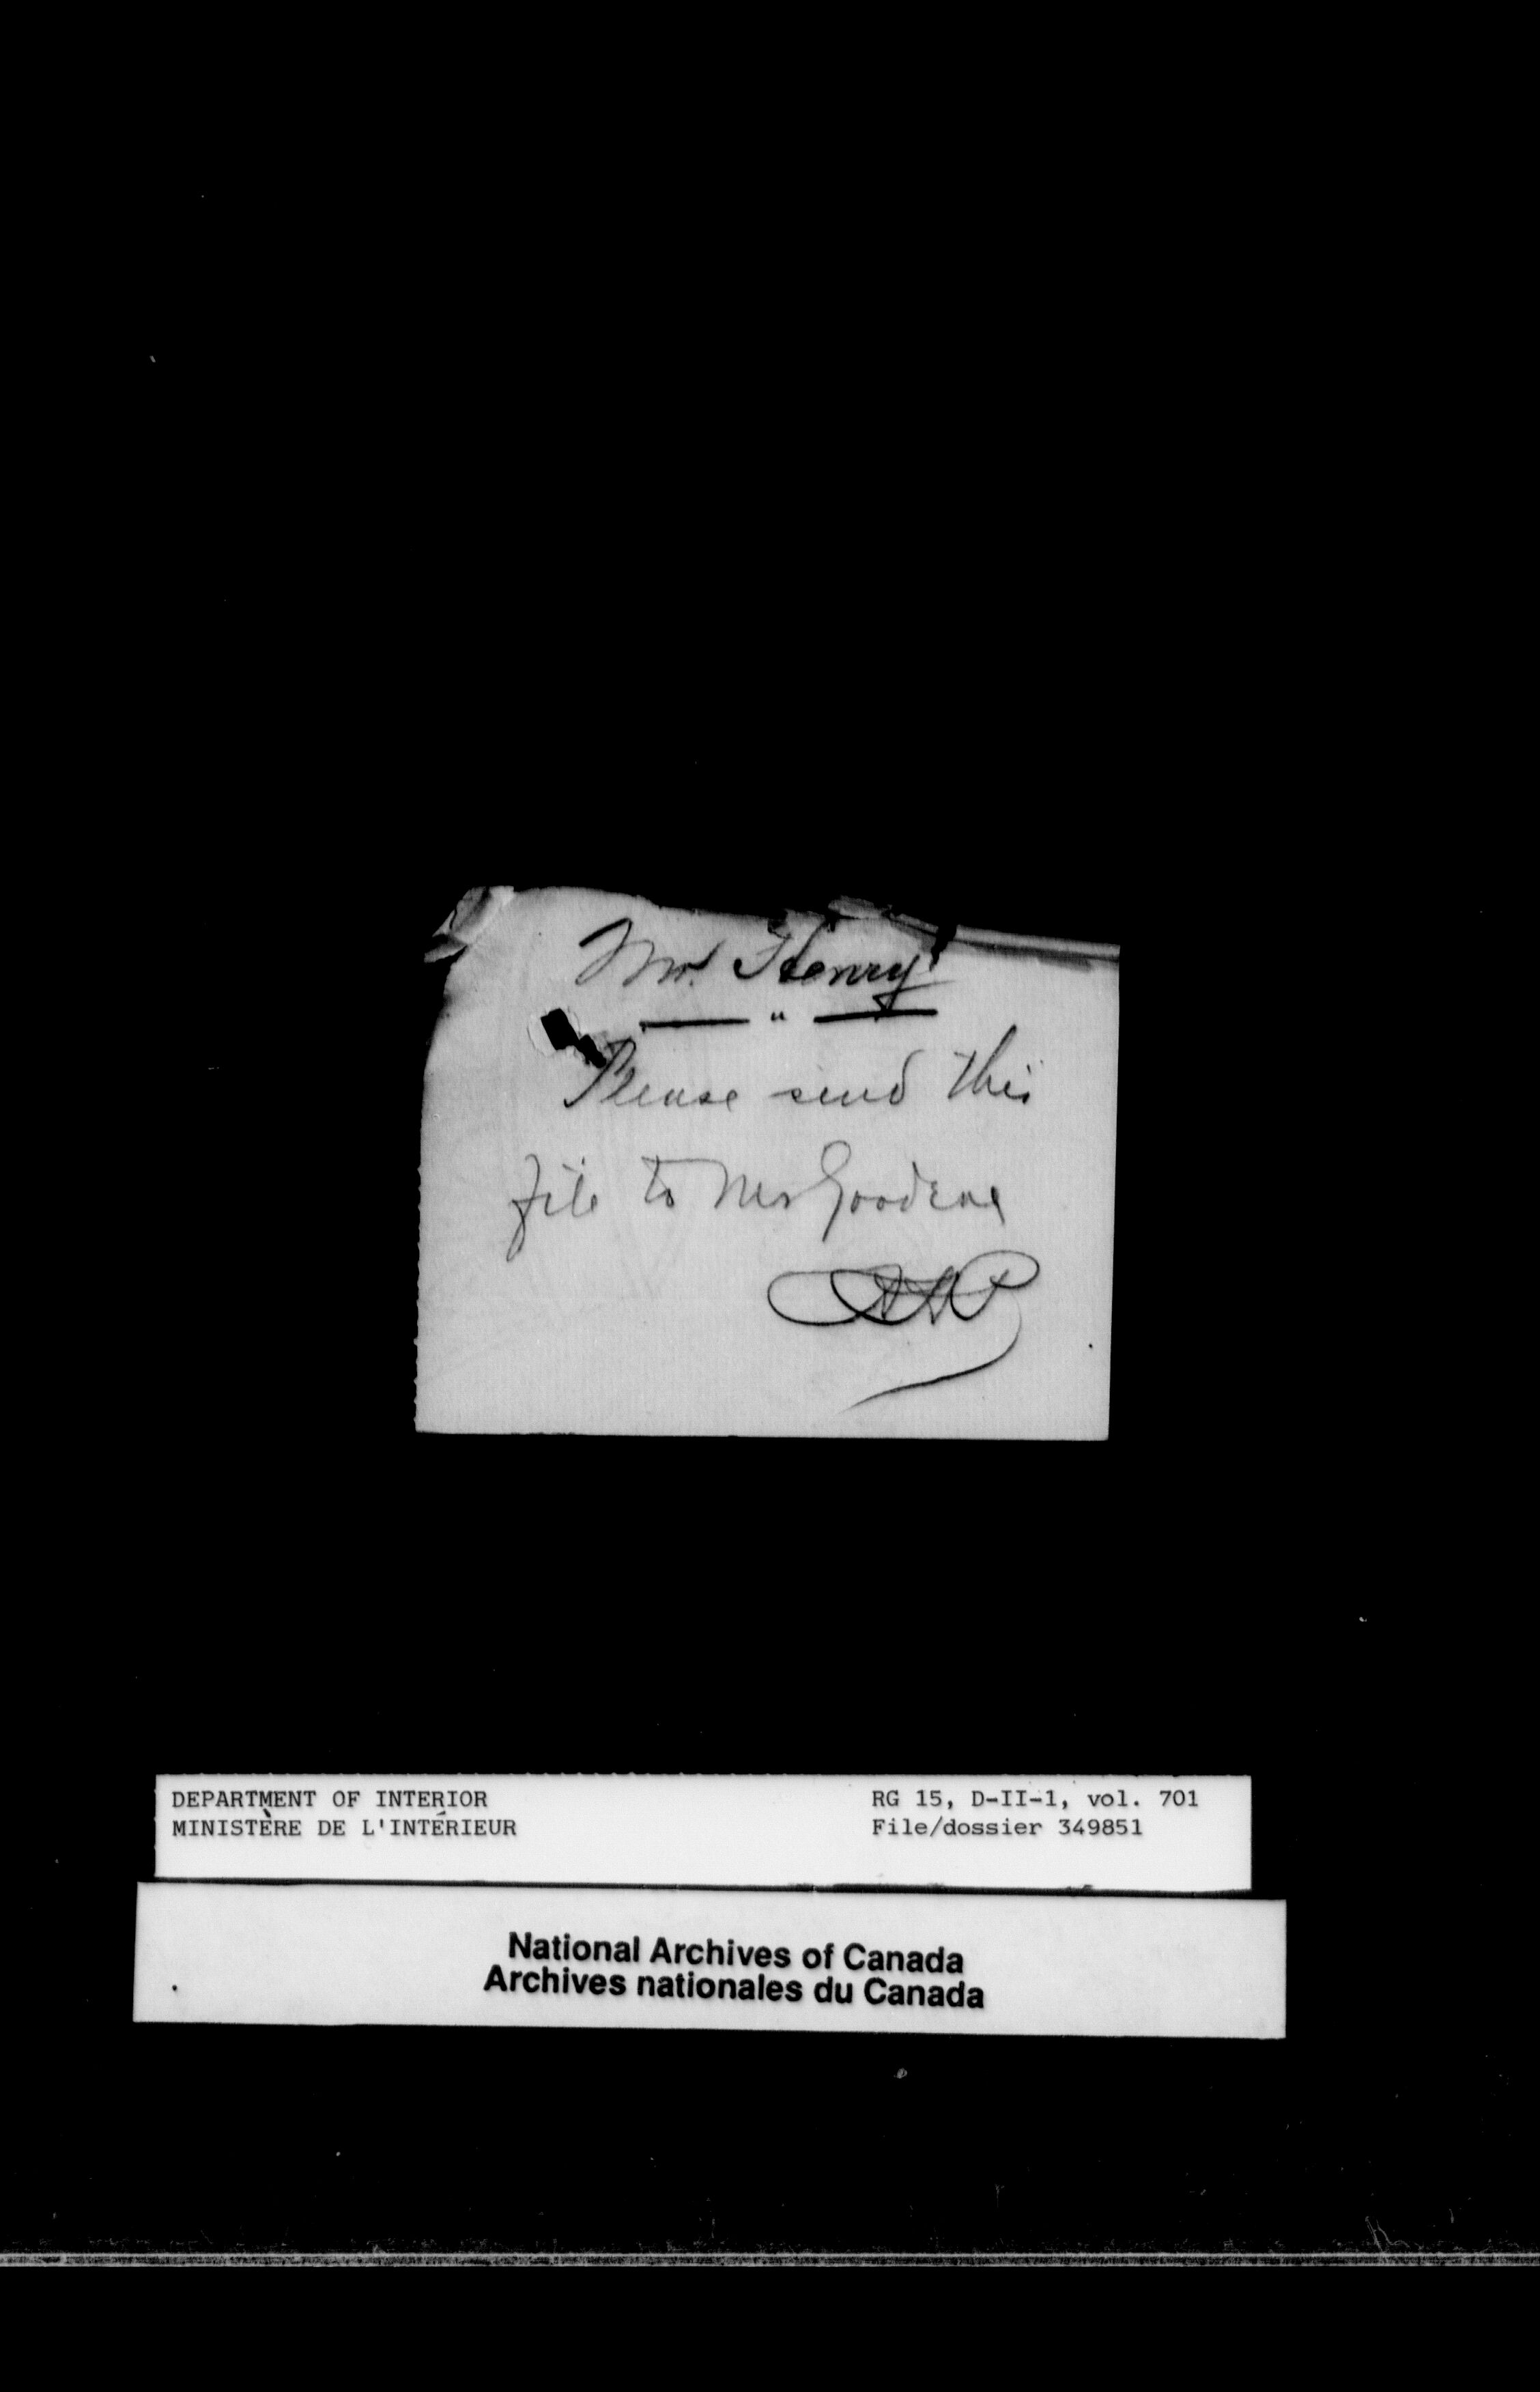 Mr. Henry
— " —
Please send this
file to Mr Goodeve
DEPARTMENT OF INTERIOR
MINISTÈRE DE L'INTÉRIEUR
RG 15, D-II-1, vol. 701
File/dossier 349851
National Archives of Canada
Archives nationales du Canada